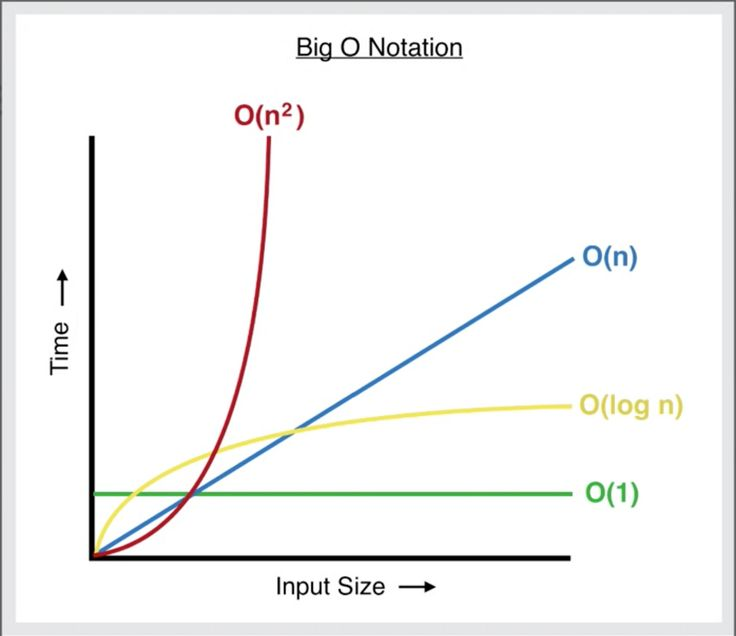 Big O Notation
O(n²)
O(n)
Time →
O(log n)
O(1)
Input Size →